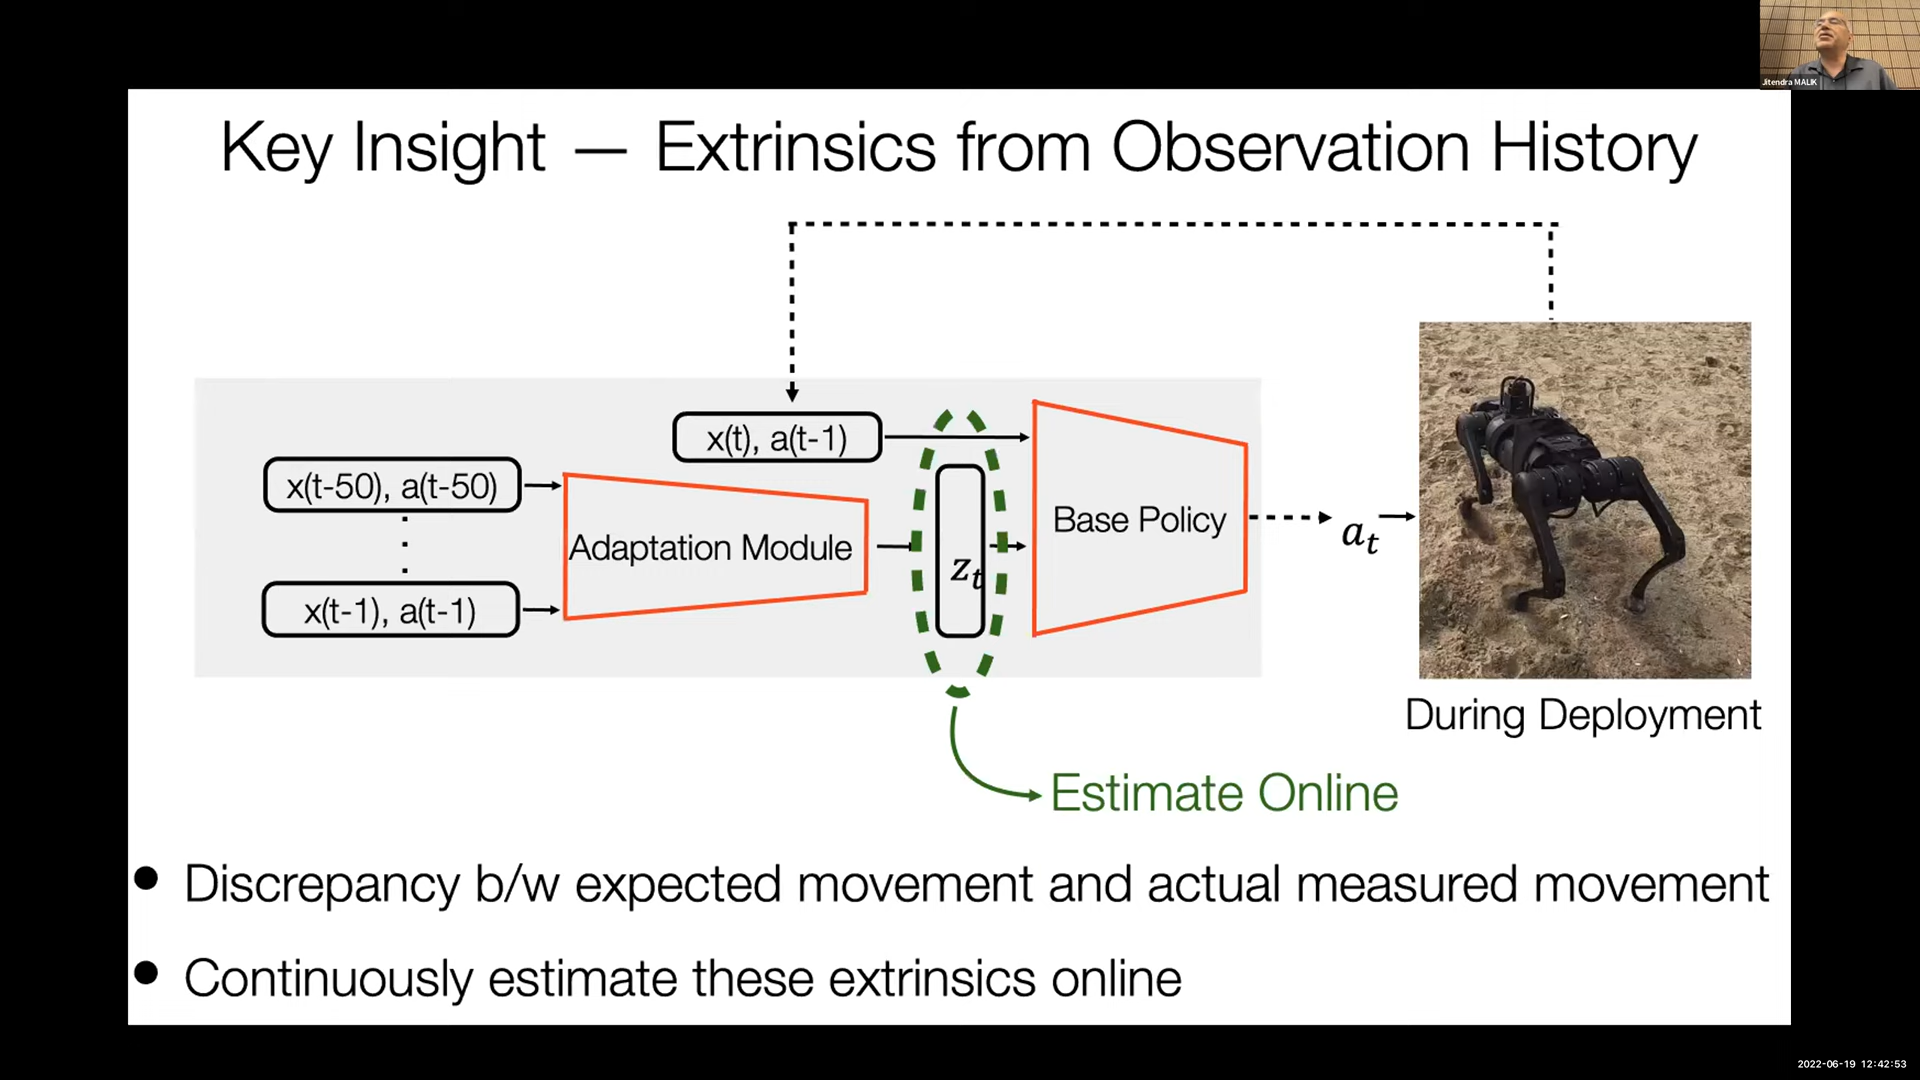 Jitendra MALIK
Key Insight — Extrinsics from Observation History
x(t), a(t-1)
x(t-50), a(t-50)
Adaptation Module
x(t-1), a(t-1)
z_t
Base Policy
a_t
During Deployment
Estimate Online
• Discrepancy b/w expected movement and actual measured movement
• Continuously estimate these extrinsics online
2022-06-19 12:42:53